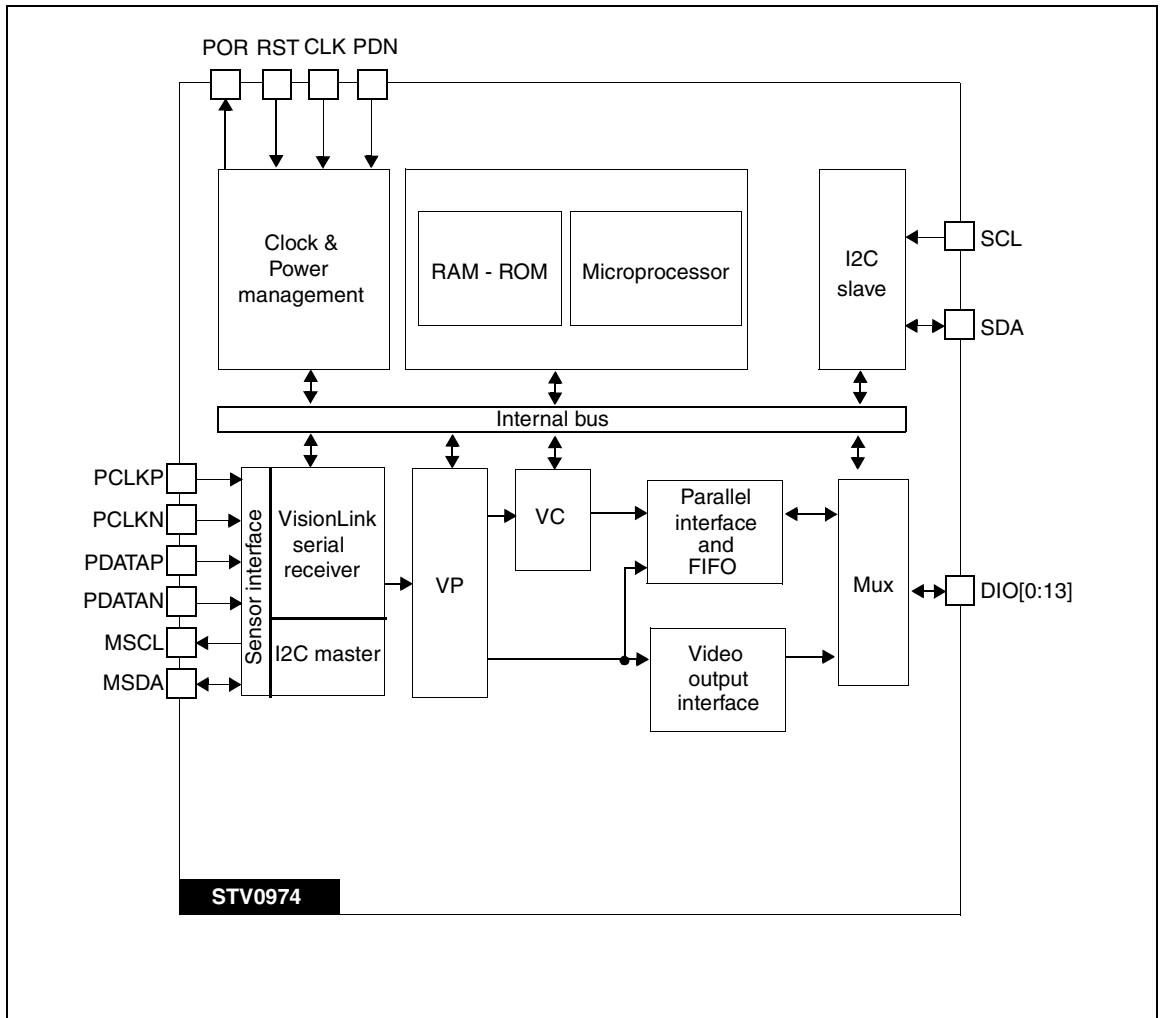 POR RST CLK PDN
Clock &
Power
management
RAM - ROM
Microprocessor
I2C
slave
SCL
SDA
Internal bus
PCLKP
PCLKN
PDATAP
PDATAN
MSCL
MSDA
Sensor interface
VisionLink
serial
receiver
I2C master
VP
VC
Parallel
interface
and
FIFO
Video
output
interface
Mux
DIO[0:13]
STV0974